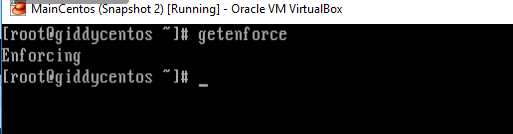 MainCentos (Snapshot 2) [Running] - Oracle VM VirtualBox
[root@giddycentos ~]# getenforce
Enforcing
[root@giddycentos ~]# _